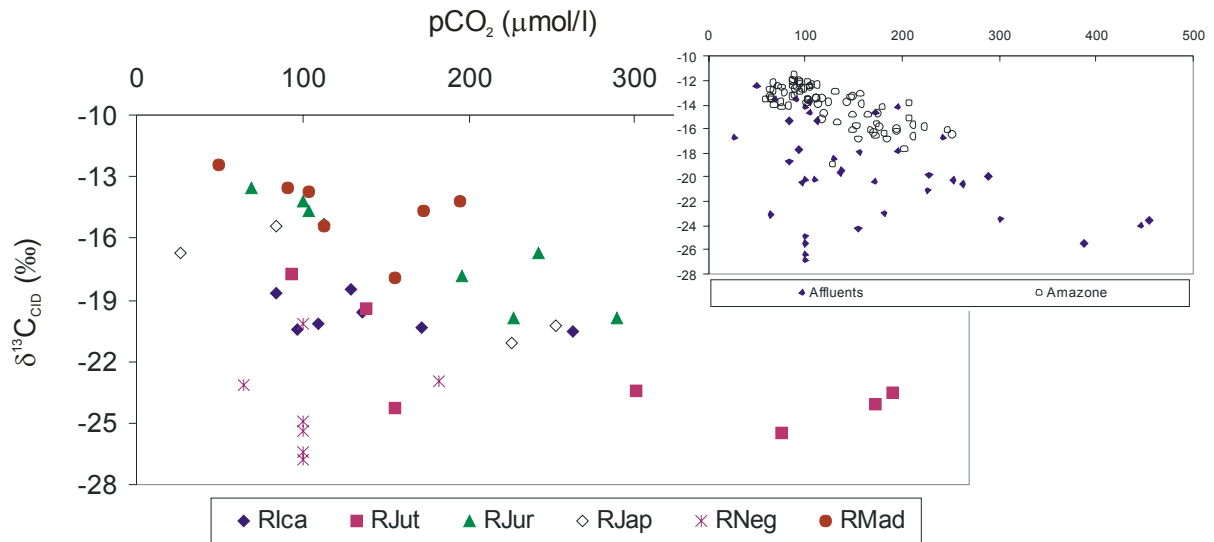 pCO₂ (μmol/l)
0 100 200 300
-10
-13
-16
-19
-22
-25
-28
δ¹³C_CID (‰)
0 100 200 300 400 500
-10
-12
-14
-16
-18
-20
-22
-24
-26
-28
Affluents Amazone
RIca RJut RJur RJap RNeg RMad